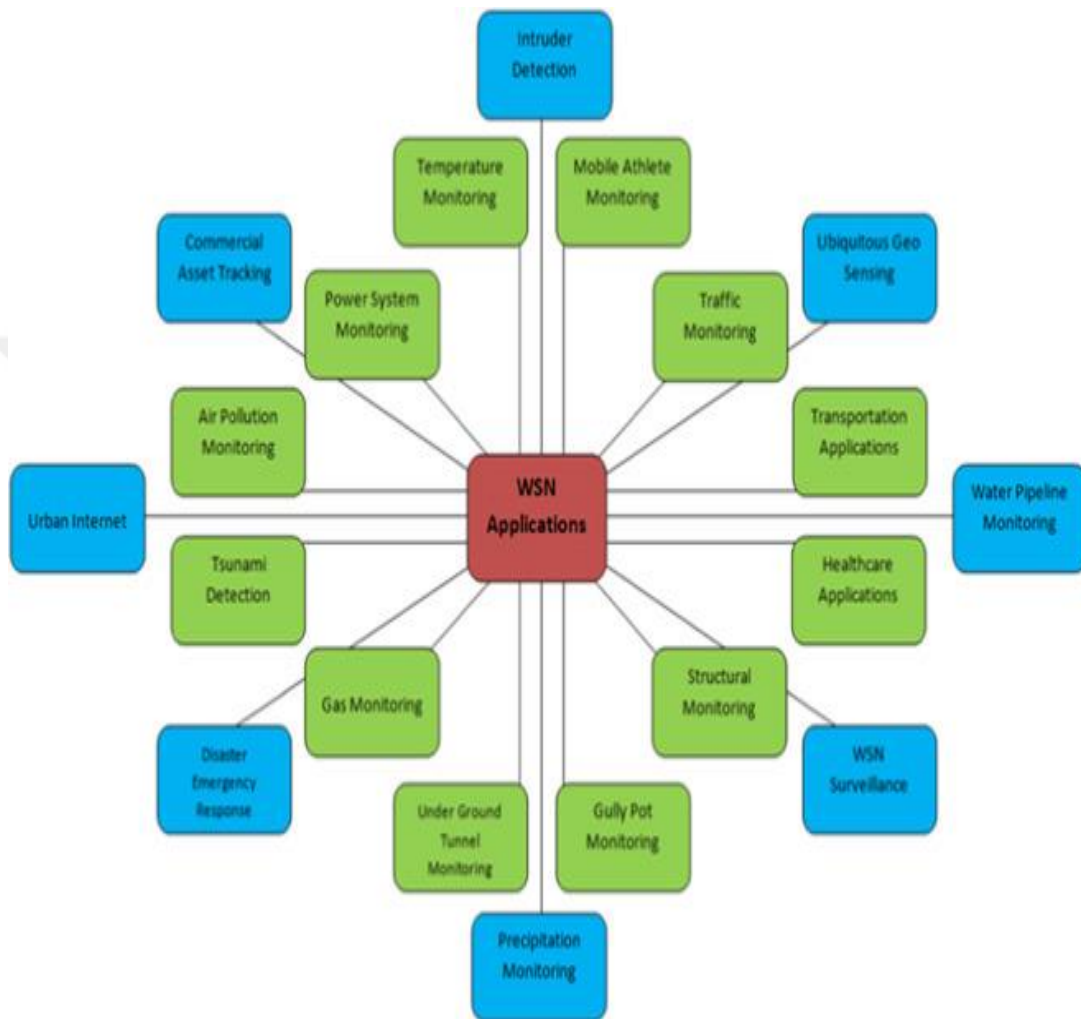 Intruder
Detection
Temperature
Monitoring
Mobile Athlete
Monitoring
Commercial
Asset Tracking
Ubiquitous Geo
Sensing
Power System
Monitoring
Traffic
Monitoring
Air Pollution
Monitoring
Transportation
Applications
WSN
Applications
Urban Internet
Water Pipeline
Monitoring
Tsunami
Detection
Healthcare
Applications
Gas Monitoring
Structural
Monitoring
Disaster
Emergency
Response
WSN
Surveillance
Under Ground
Tunnel
Monitoring
Gully Pot
Monitoring
Precipitation
Monitoring